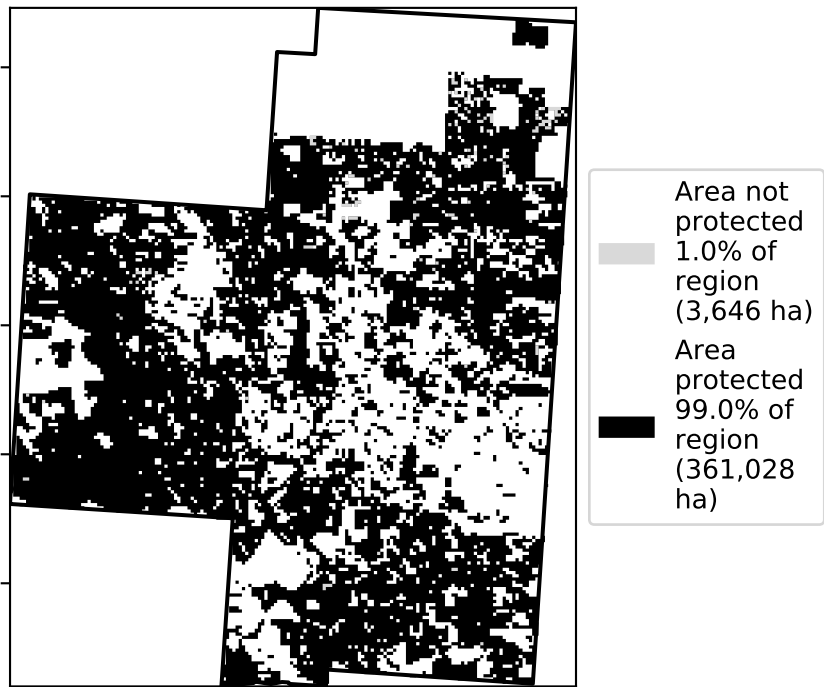 Area not
protected
1.0% of
region
(3,646 ha)
Area
protected
99.0% of
region
(361,028
ha)